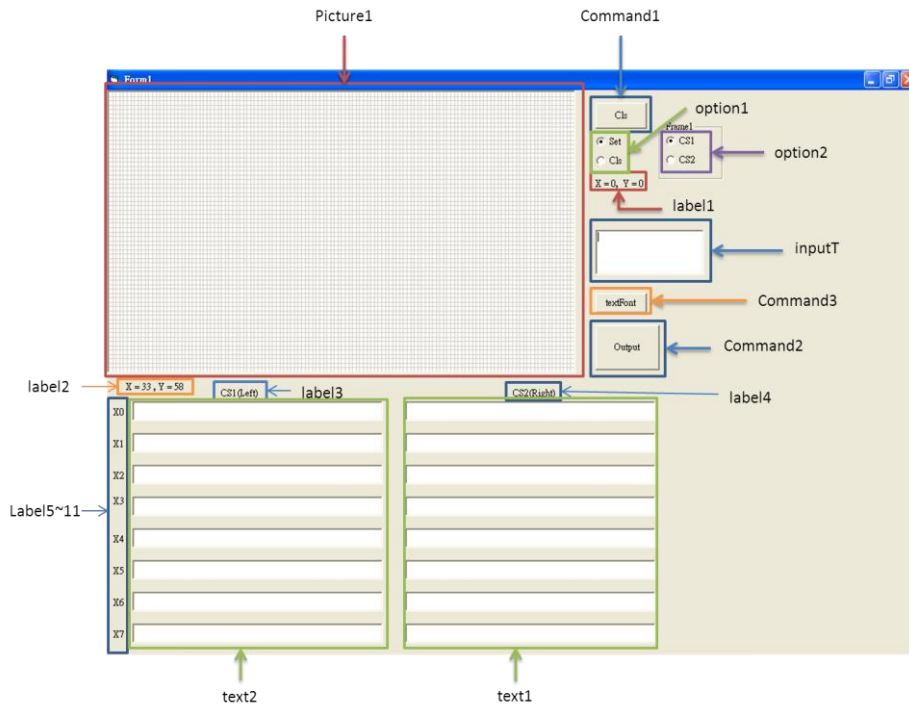 Picture1
Command1
Form1
Cls
option1
Frame1
Set
CS1
Cls
CS2
option2
X = 0, Y = 0
label1
inputT
textFont
Command3
Output
Command2
label2
X = 33 , Y = 58
CS1(Left)
label3
CS2(Right)
label4
X0
X1
X2
X3
Label5~11
X4
X5
X6
X7
text2
text1